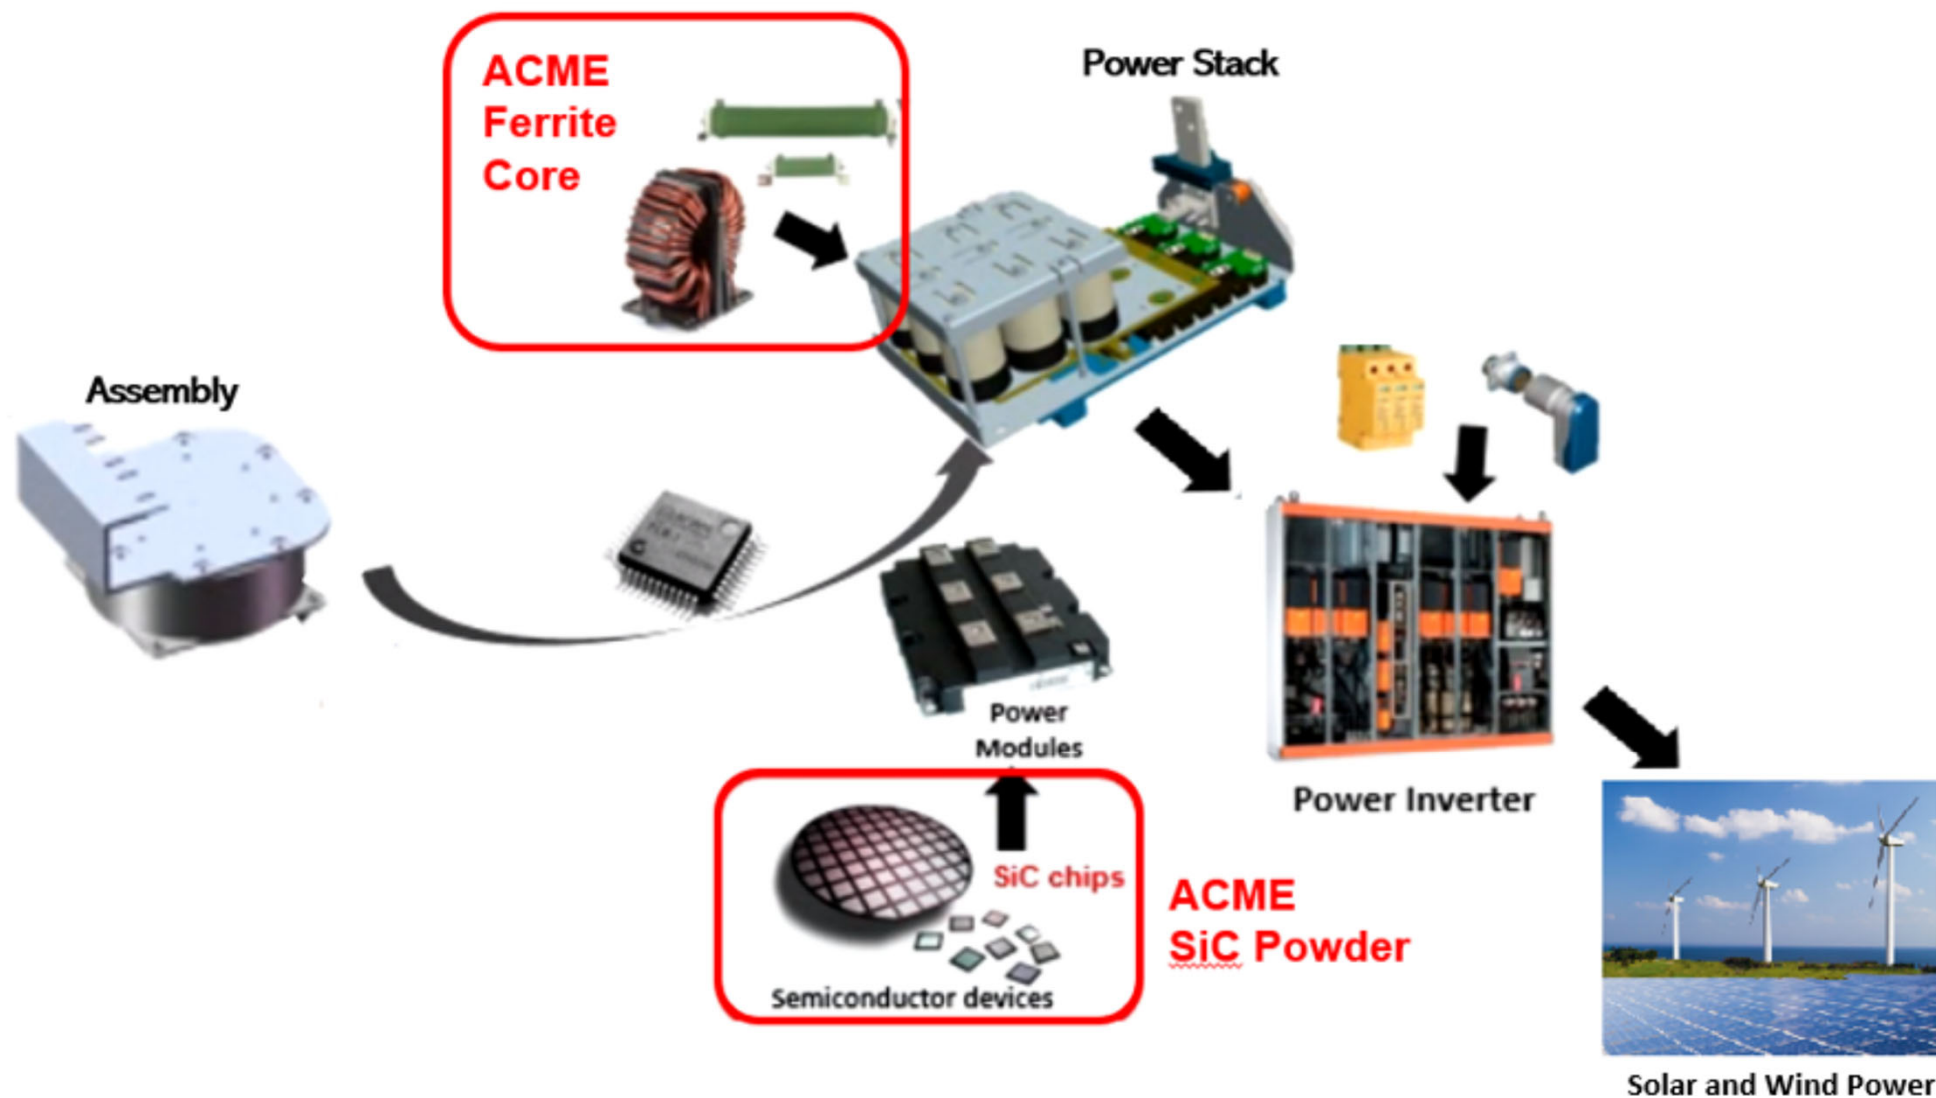 ACME
Ferrite
Core
Power Stack
Assembly
Power
Modules
SiC chips
Semiconductor devices
ACME
SiC Powder
Power Inverter
Solar and Wind Power